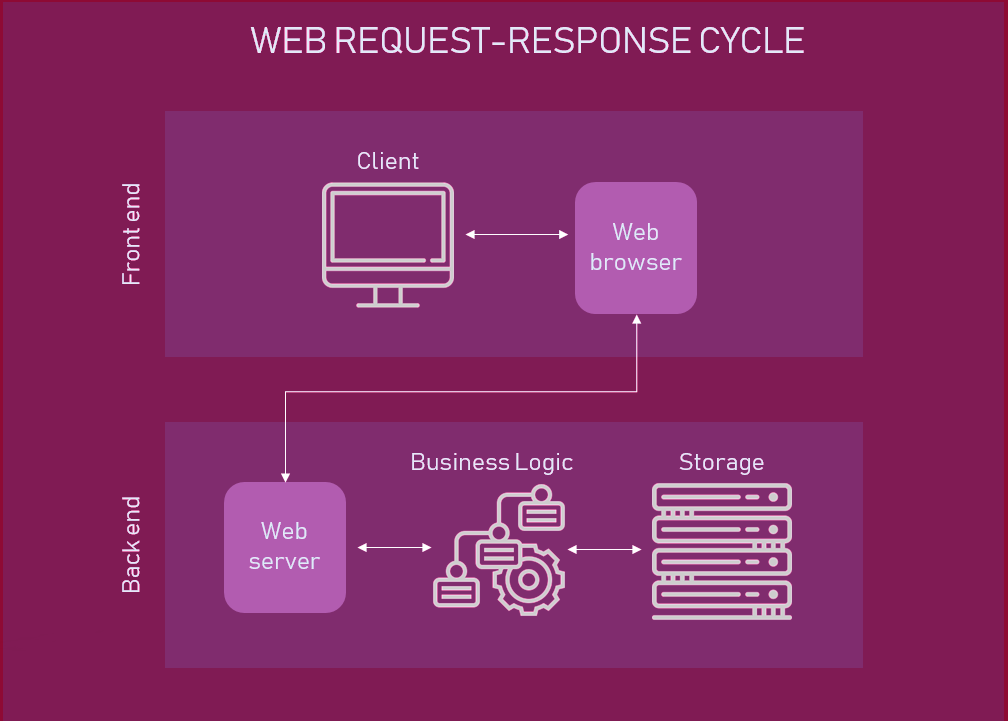 WEB REQUEST-RESPONSE CYCLE
Front end
Client
Web
browser
Back end
Business Logic
Storage
Web
server